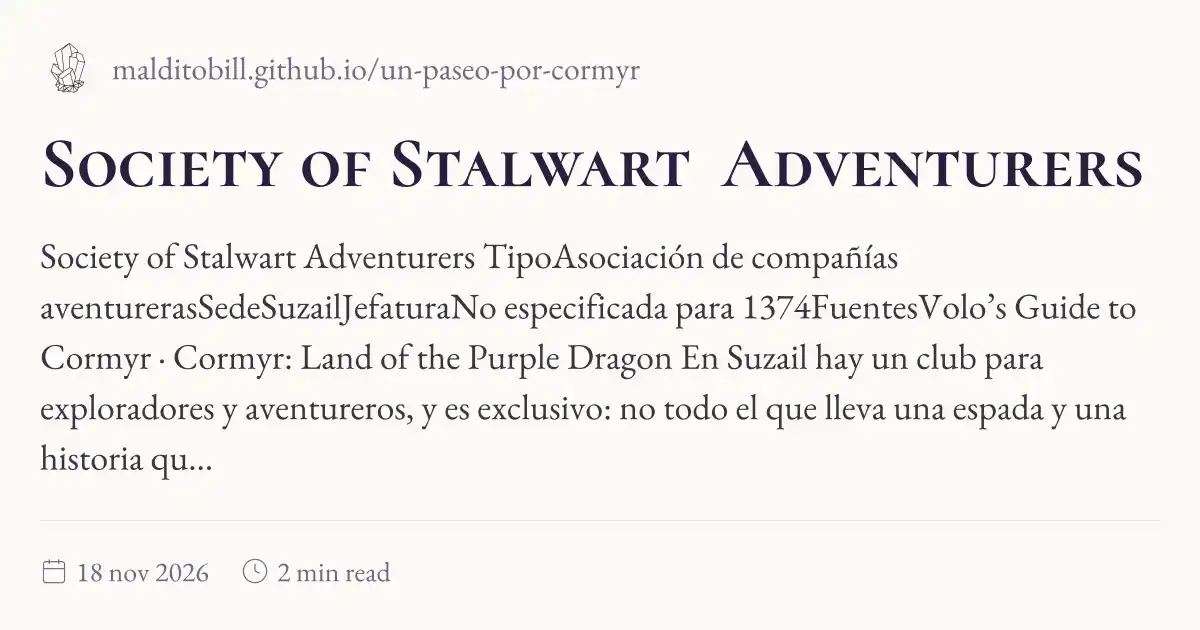 malditobill.github.io/un-paseo-por-cormyr
Society of Stalwart Adventurers
Society of Stalwart Adventurers TipoAsociación de compañías
aventurerasSedeSuzailJefaturaNo especificada para 1374FuentesVolo’s Guide to
Cormyr · Cormyr: Land of the Purple Dragon En Suzail hay un club para
exploradores y aventureros, y es exclusivo: no todo el que lleva una espada y una
historia qu...
18 nov 2026 2 min read